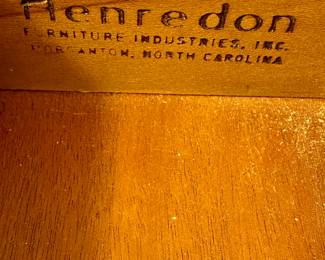 Henredon
FURNITURE INDUSTRIES, INC.
MORGANTON, NORTH CAROLINA